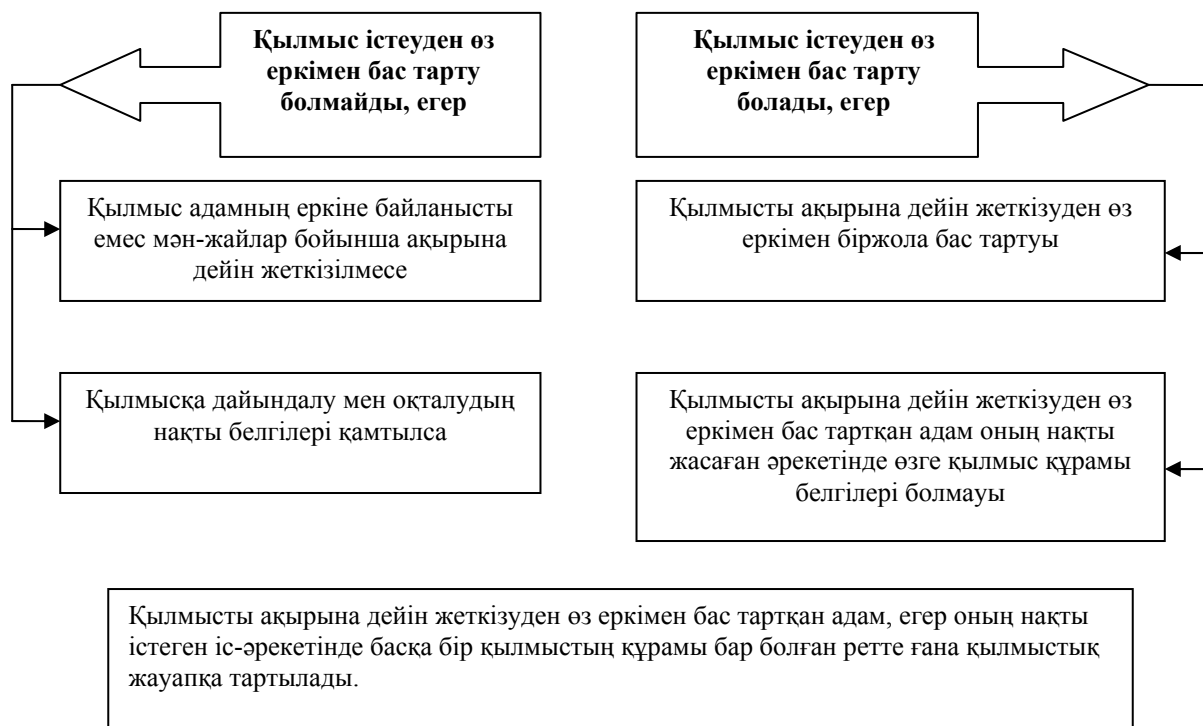 Қылмыс істеуден өз
еркімен бас тарту
болмайды, егер
Қылмыс адамның еркіне байланысты
емес мән-жайлар бойынша ақырына
дейін жеткізілмесе
Қылмысқа дайындалу мен оқталудың
нақты белгілері қамтылса
Қылмыс істеуден өз
еркімен бас тарту
болады, егер
Қылмысты ақырына дейін жеткізуден өз
еркімен біржола бас тартуы
Қылмысты ақырына дейін жеткізуден өз
еркімен бас тартқан адам оның нақты
жасаған әрекетінде өзге қылмыс құрамы
белгілері болмауы
Қылмысты ақырына дейін жеткізуден өз еркімен бас тартқан адам, егер оның нақты
істеген іс-әрекетінде басқа бір қылмыстың құрамы бар болған ретте ғана қылмыстық
жауапқа тартылады.